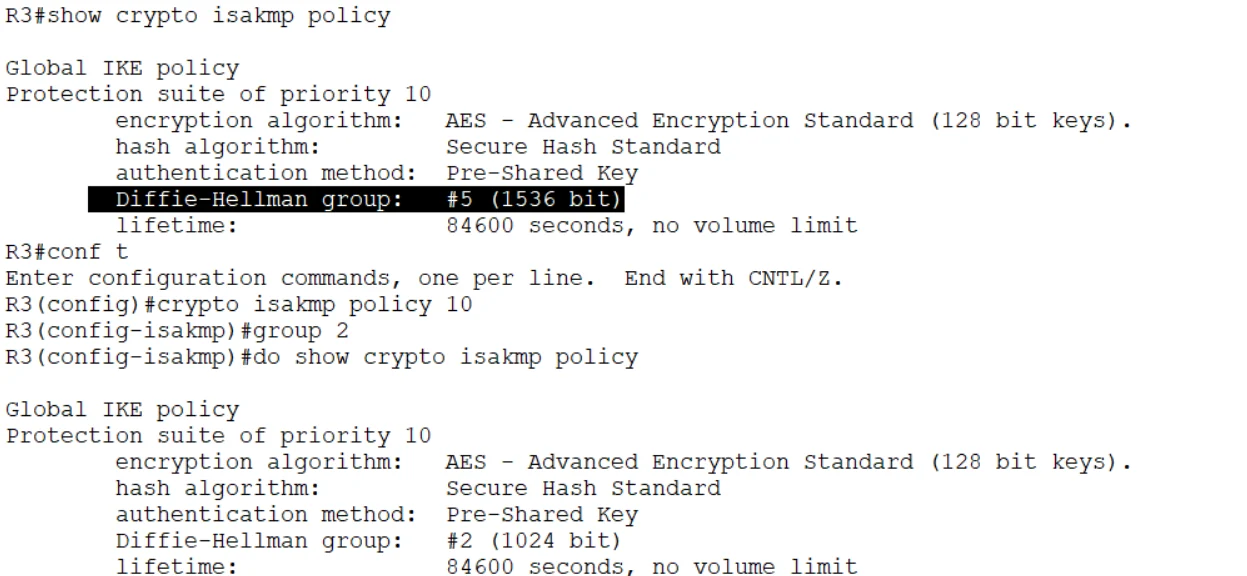 R3#show crypto isakmp policy
Global IKE policy
Protection suite of priority 10
encryption algorithm: AES - Advanced Encryption Standard (128 bit keys).
hash algorithm: Secure Hash Standard
authentication method: Pre-Shared Key
Diffie-Hellman group: #5 (1536 bit)
lifetime: 84600 seconds, no volume limit
R3#conf t
Enter configuration commands, one per line. End with CNTL/Z.
R3(config)#crypto isakmp policy 10
R3(config-isakmp)#group 2
R3(config-isakmp)#do show crypto isakmp policy
Global IKE policy
Protection suite of priority 10
encryption algorithm: AES - Advanced Encryption Standard (128 bit keys).
hash algorithm: Secure Hash Standard
authentication method: Pre-Shared Key
Diffie-Hellman group: #2 (1024 bit)
lifetime: 84600 seconds, no volume limit